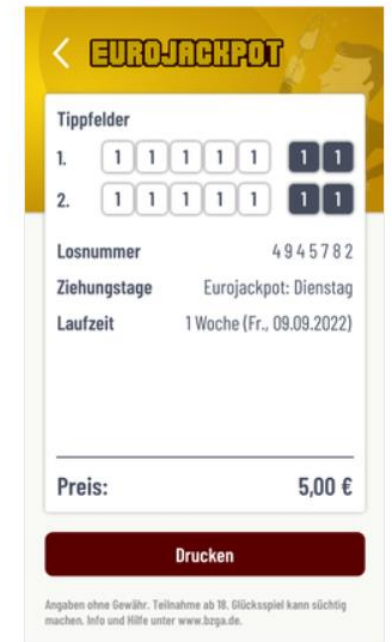 EUROJACKPOT
Tippfelder
1. 1 1 1 1 1 1 1
2. 1 1 1 1 1 1 1
Losnummer 4945782
Ziehungstage Eurojackpot: Dienstag
Laufzeit 1 Woche (Fr., 09.09.2022)
Preis: 5,00 €
Drucken
Angaben ohne Gewähr. Teilnahme ab 18. Glücksspiel kann süchtig
machen. Info und Hilfe unter www.bzga.de.